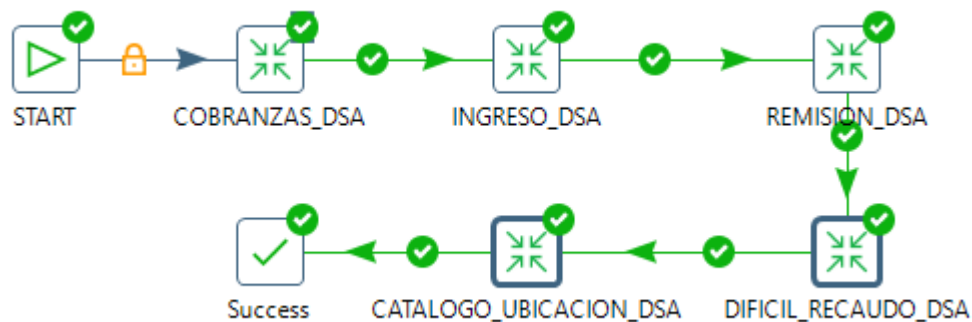 START
COBRANZAS_DSA
INGRESO_DSA
REMISION_DSA
Success
CATALOGO_UBICACION_DSA
DIFICIL_RECAUDO_DSA